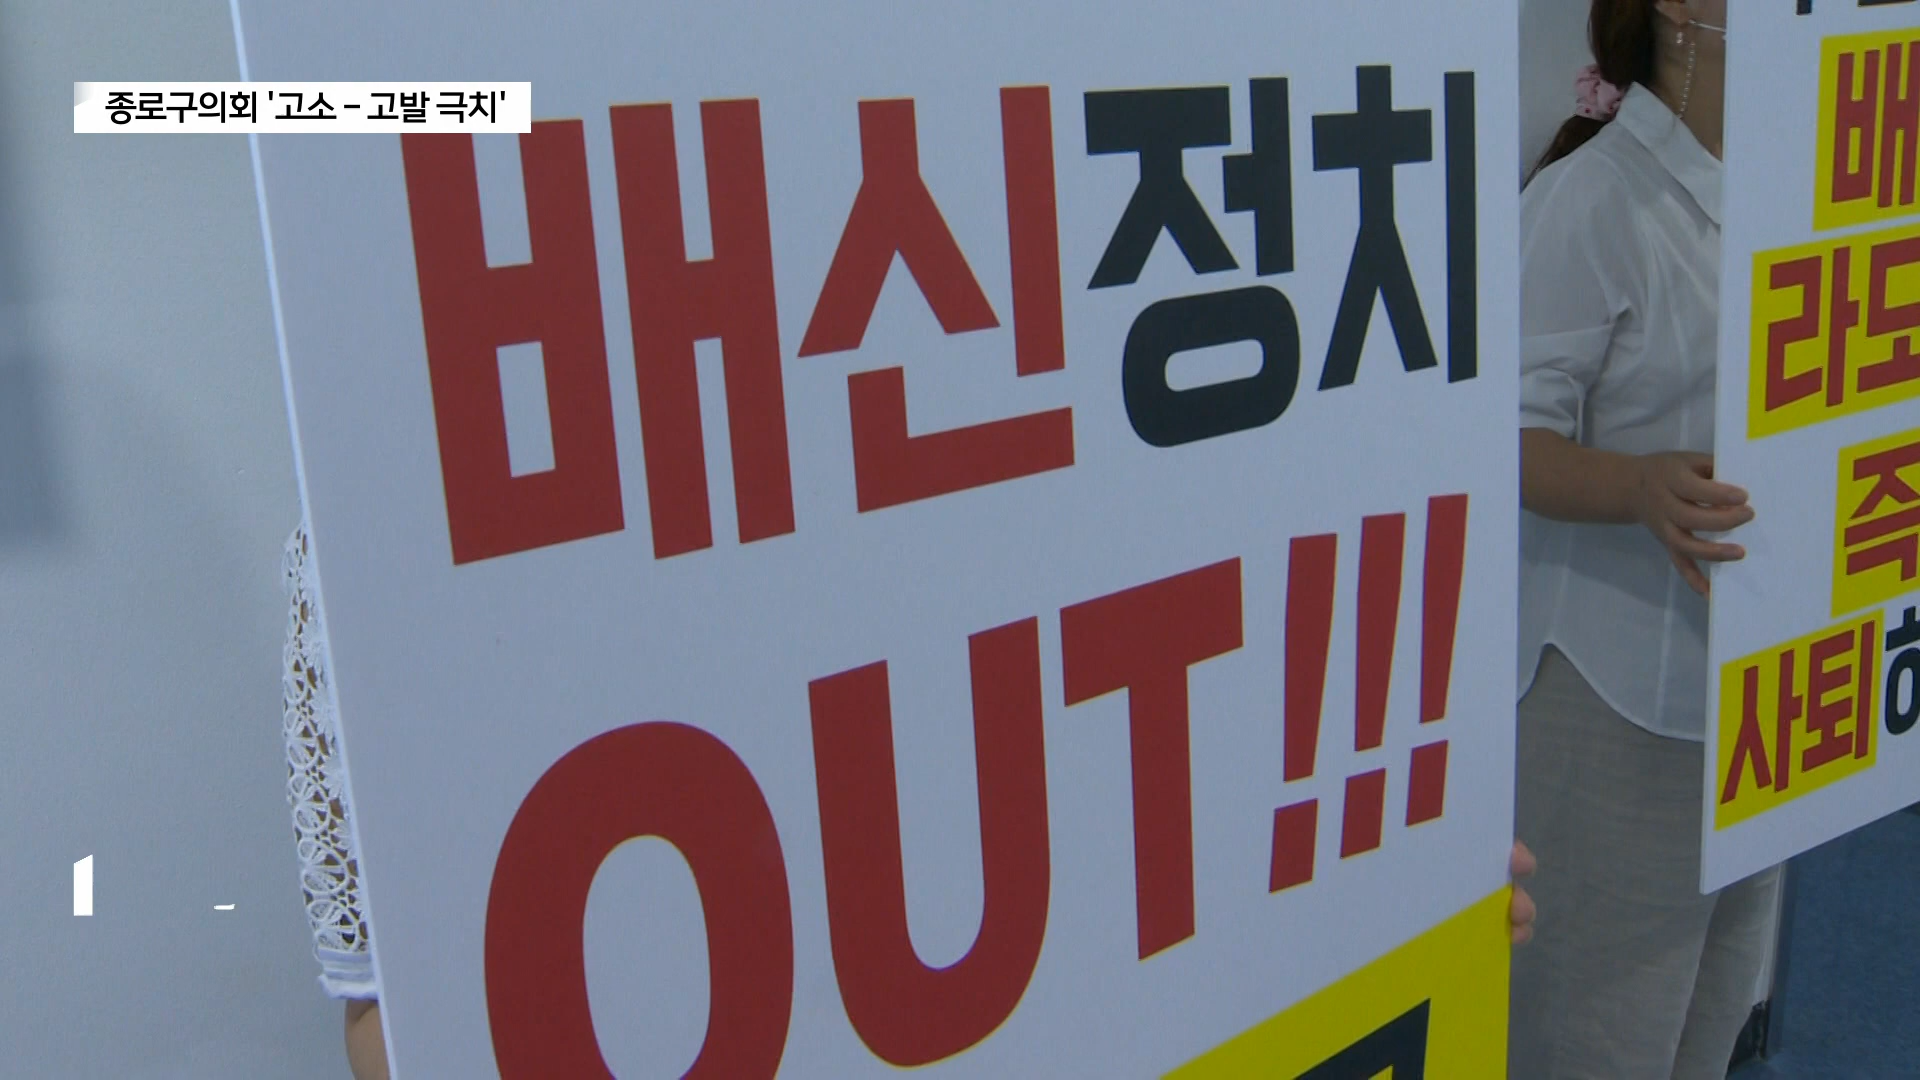 종로구의회 '고소 – 고발 극치'
배신정치
OUT!!!
배
라도
즉
사퇴하